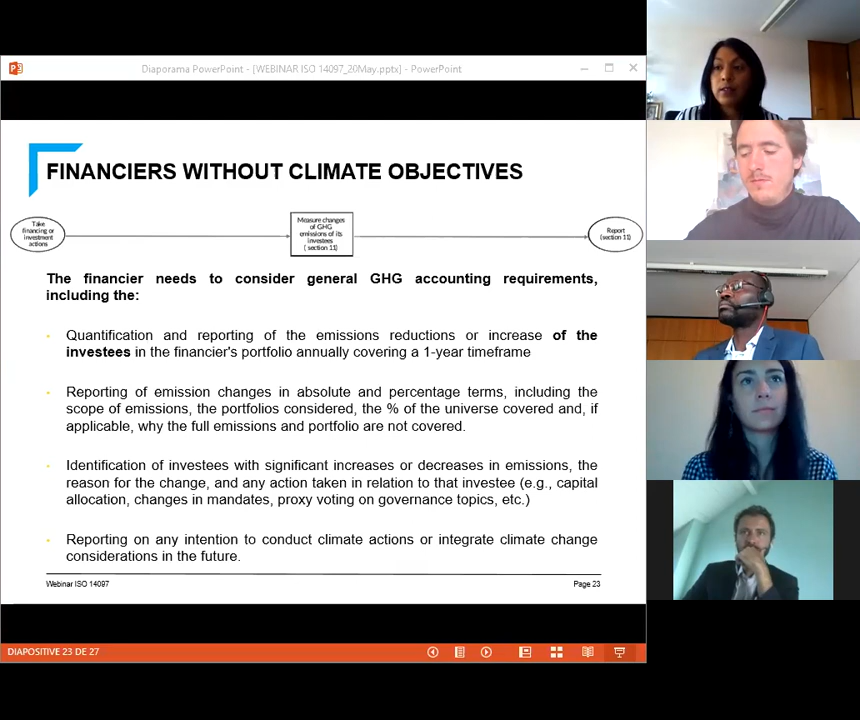 Diaporama PowerPoint - [WEBINAR ISO 14097_26May.pptx] - PowerPoint
FINANCIERS WITHOUT CLIMATE OBJECTIVES
Take
financing or
investment
actions
Measure changes
of GHG
emissions of its
investees
(section 11)
Report
(section 11)
The financier needs to consider general GHG accounting requirements,
including the:
Quantification and reporting of the emissions reductions or increase of the
investees in the financier's portfolio annually covering a 1-year timeframe
Reporting of emission changes in absolute and percentage terms, including the
scope of emissions, the portfolios considered, the % of the universe covered and, if
applicable, why the full emissions and portfolio are not covered.
Identification of investees with significant increases or decreases in emissions, the
reason for the change, and any action taken in relation to that investee (e.g., capital
allocation, changes in mandates, proxy voting on governance topics, etc.)
Reporting on any intention to conduct climate actions or integrate climate change
considerations in the future.
Webinar ISO 14097
Page 23
DIAPOSITIVE 23 DE 27